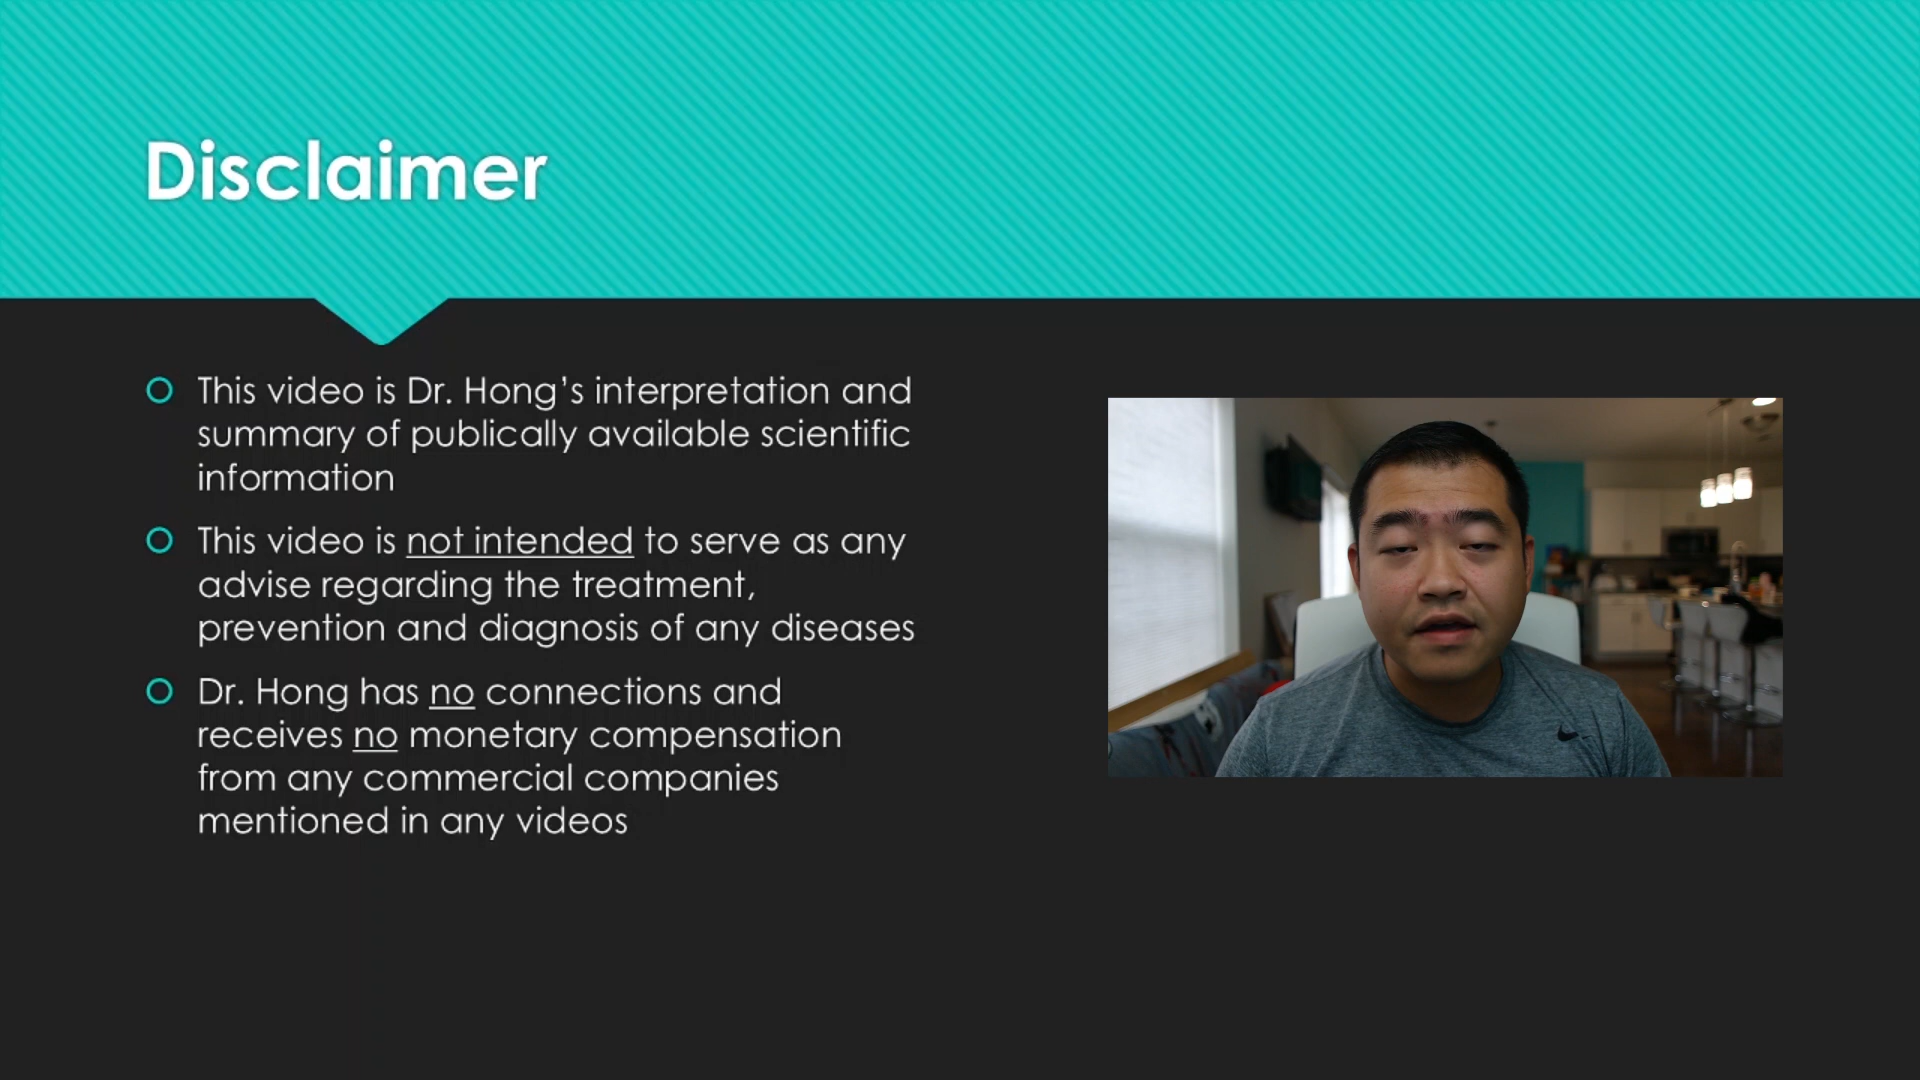 Disclaimer
This video is Dr. Hong’s interpretation and
summary of publically available scientific
information
This video is not intended to serve as any
advise regarding the treatment,
prevention and diagnosis of any diseases
Dr. Hong has no connections and
receives no monetary compensation
from any commercial companies
mentioned in any videos